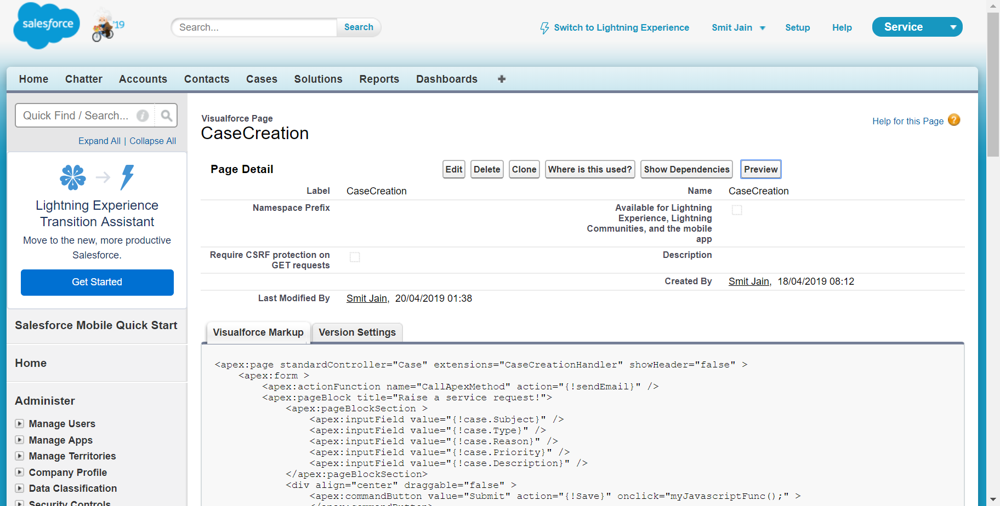 salesforce
'19
Search...
Search
Switch to Lightning Experience
Smit Jain
Setup
Help
Service
Home
Chatter
Accounts
Contacts
Cases
Solutions
Reports
Dashboards
Quick Find / Search...
Expand All | Collapse All
Lightning Experience
Transition Assistant
Move to the new, more productive
Salesforce.
Get Started
Salesforce Mobile Quick Start
Home
Administer
Manage Users
Manage Apps
Manage Territories
Company Profile
Data Classification
Security Controls
Visualforce Page
CaseCreation
Help for this Page
Page Detail
Edit
Delete
Clone
Where is this used?
Show Dependencies
Preview
Label CaseCreation
Name CaseCreation
Namespace Prefix
Available for Lightning
Experience, Lightning
Communities, and the mobile
app
Require CSRF protection on
GET requests
Description
Created By Smit Jain, 18/04/2019 08:12
Last Modified By Smit Jain, 20/04/2019 01:38
Visualforce Markup
Version Settings
<apex:page standardController="Case" extensions="CaseCreationHandler" showHeader="false" >
<apex:form >
<apex:actionFunction name="CallApexMethod" action="{!sendEmail}" />
<apex:pageBlock title="Raise a service request!">
<apex:pageBlockSection >
<apex:inputField value="{!case.Subject}" />
<apex:inputField value="{!case.Type}" />
<apex:inputField value="{!case.Reason}" />
<apex:inputField value="{!case.Priority}" />
<apex:inputField value="{!case.Description}" />
</apex:pageBlockSection>
<div align="center" draggable="false" >
<apex:commandButton value="Submit" action="{!Save}" onclick="myJavascriptFunc();" >
</apex:commandButton>